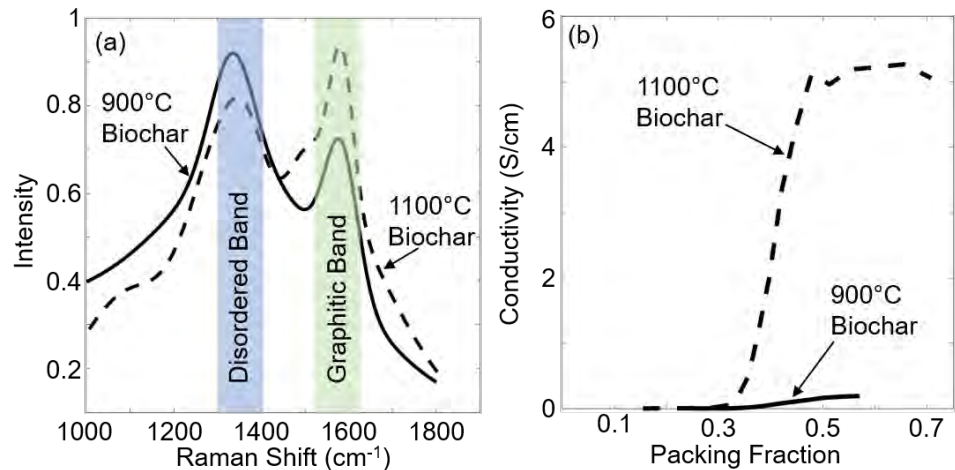 (a)
1
0.8
0.6
0.4
0.2
Intensity
900°C
Biochar
1100°C
Biochar
Disordered Band
Graphitic Band
1000
1200
1400
1600
1800
Raman Shift (cm⁻¹)
(b)
6
4
2
0
Conductivity (S/cm)
1100°C
Biochar
900°C
Biochar
0.1
0.3
0.5
0.7
Packing Fraction